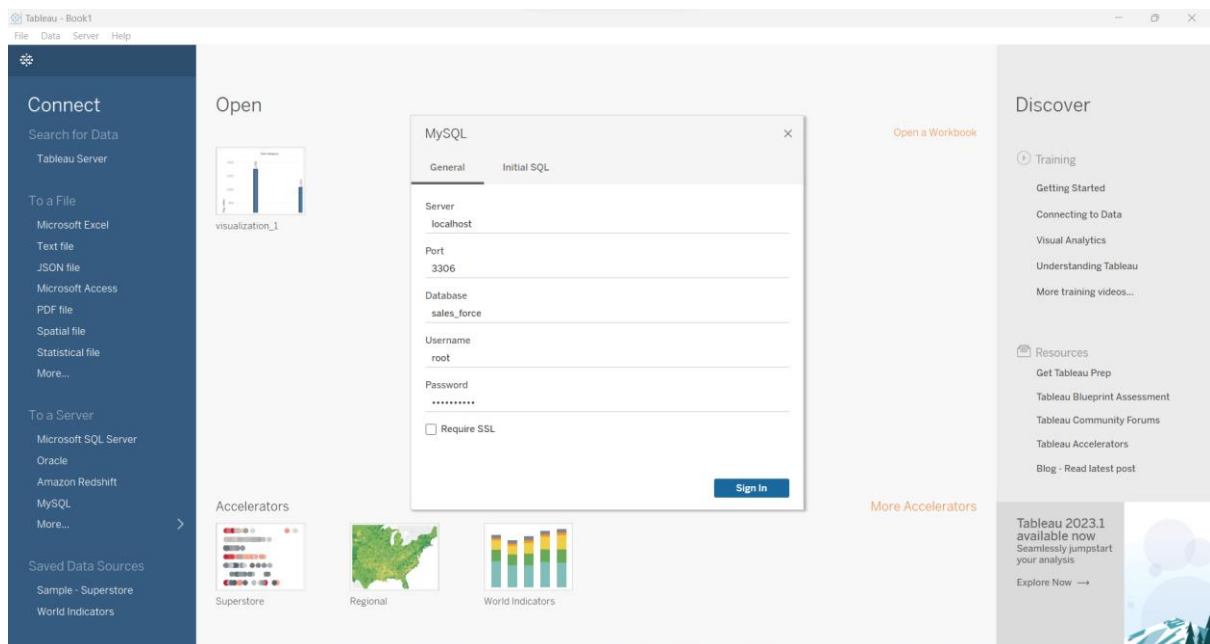 Tableau - Book1
File Data Server Help
Connect
Search for Data
Tableau Server
To a File
Microsoft Excel
Text file
JSON file
Microsoft Access
PDF file
Spatial file
Statistical file
More...
To a Server
Microsoft SQL Server
Oracle
Amazon Redshift
MySQL
More...
Saved Data Sources
Sample - Superstore
World Indicators
Open
Open a Workbook
visualization_1
MySQL
General Initial SQL
Server
localhost
Port
3306
Database
sales_force
Username
root
Password
••••••••••
Require SSL
Sign In
Accelerators
More Accelerators
Superstore
Regional
World Indicators
Discover
Training
Getting Started
Connecting to Data
Visual Analytics
Understanding Tableau
More training videos...
Resources
Get Tableau Prep
Tableau Blueprint Assessment
Tableau Community Forums
Tableau Accelerators
Blog - Read latest post
Tableau 2023.1
available now
Seamlessly jumpstart
your analysis
Explore Now →